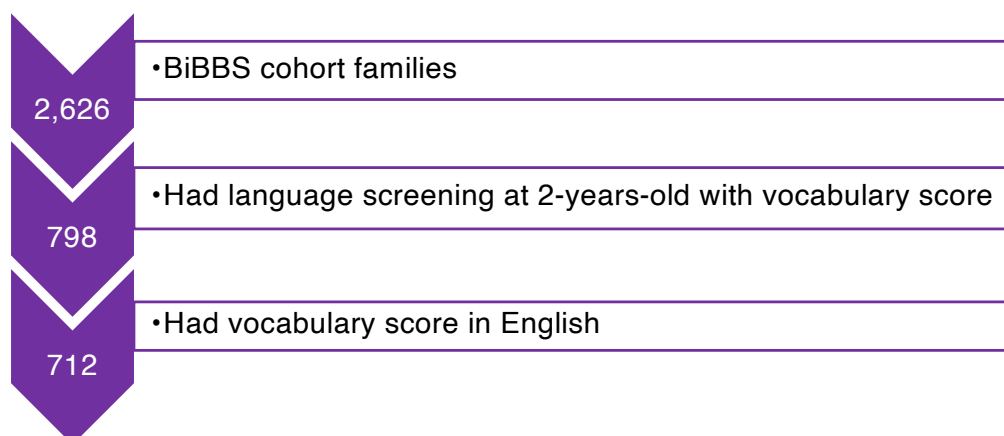 2,626
•BiBBS cohort families
798
•Had language screening at 2-years-old with vocabulary score
712
•Had vocabulary score in English